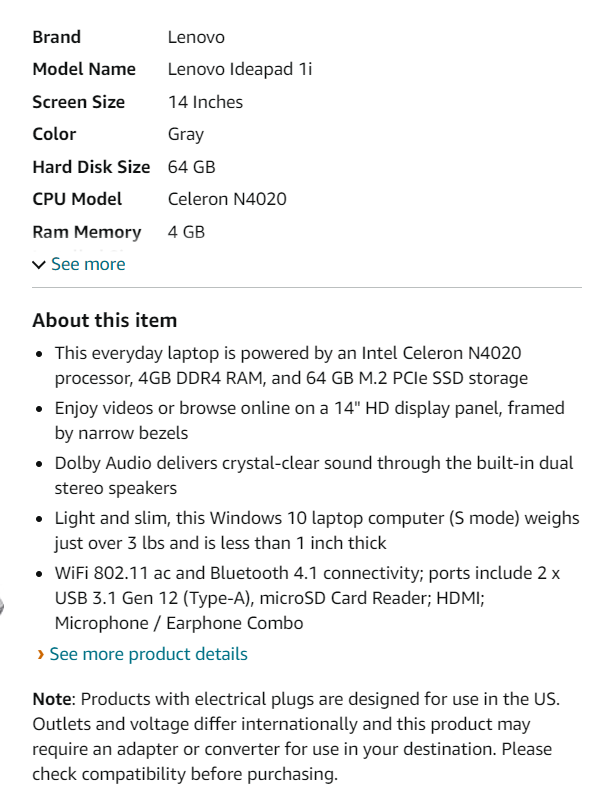 Brand Lenovo
Model Name Lenovo Ideapad 1i
Screen Size 14 Inches
Color Gray
Hard Disk Size 64 GB
CPU Model Celeron N4020
Ram Memory 4 GB
See more
About this item
• This everyday laptop is powered by an Intel Celeron N4020
processor, 4GB DDR4 RAM, and 64 GB M.2 PCIe SSD storage
• Enjoy videos or browse online on a 14" HD display panel, framed
by narrow bezels
• Dolby Audio delivers crystal-clear sound through the built-in dual
stereo speakers
• Light and slim, this Windows 10 laptop computer (S mode) weighs
just over 3 lbs and is less than 1 inch thick
• WiFi 802.11 ac and Bluetooth 4.1 connectivity; ports include 2 x
USB 3.1 Gen 12 (Type-A), microSD Card Reader; HDMI;
Microphone / Earphone Combo
› See more product details
Note: Products with electrical plugs are designed for use in the US.
Outlets and voltage differ internationally and this product may
require an adapter or converter for use in your destination. Please
check compatibility before purchasing.